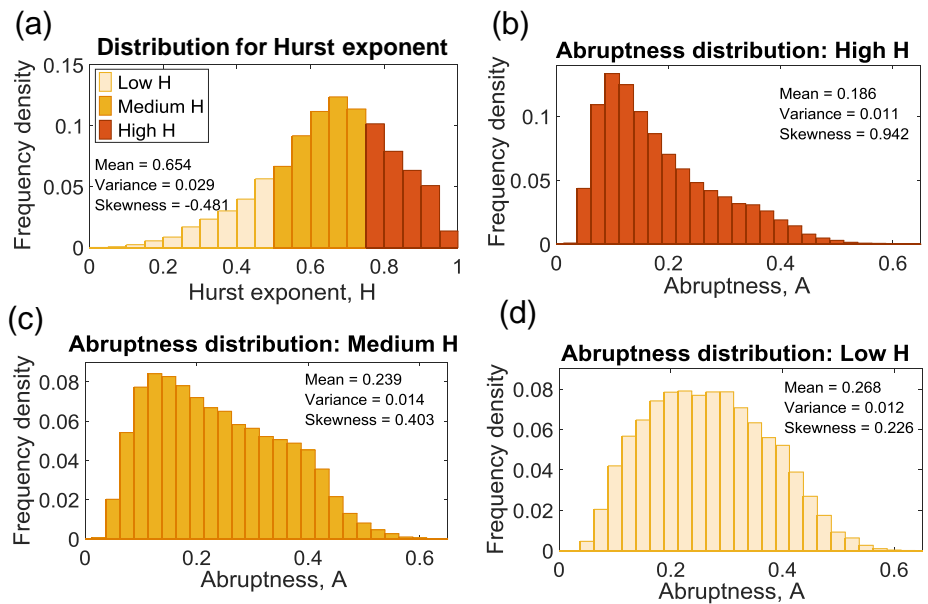 (a)
Distribution for Hurst exponent
Frequency density
0.15
0.1
0.05
0
Low H
Medium H
High H
Mean = 0.654
Variance = 0.029
Skewness = -0.481
0 0.2 0.4 0.6 0.8 1
Hurst exponent, H
(b)
Abruptness distribution: High H
Frequency density
0.1
0.05
0
Mean = 0.186
Variance = 0.011
Skewness = 0.942
0 0.2 0.4 0.6
Abruptness, A
(c)
Abruptness distribution: Medium H
Frequency density
0.08
0.06
0.04
0.02
0
Mean = 0.239
Variance = 0.014
Skewness = 0.403
0 0.2 0.4 0.6
Abruptness, A
(d)
Abruptness distribution: Low H
Frequency density
0.08
0.06
0.04
0.02
0
Mean = 0.268
Variance = 0.012
Skewness = 0.226
0 0.2 0.4 0.6
Abruptness, A